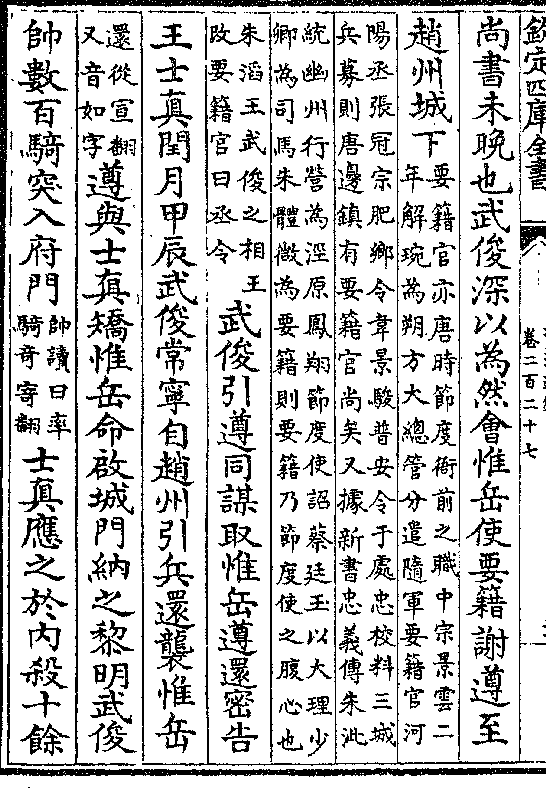 欽定四庫全書
卷二百二十七
尚書未晚也武俊深以為然會惟岳使要籍謝遵至
趙州城下
要籍官亦唐時節度衙前之職中宗景雲二
年解琬為朔方大總管分遣隨軍要籍官河
陽丞張冠宗肥鄉令韋景駿普安令于處忠校料三城
兵募則唐邊鎮有要籍官尚矣又據新書忠義傳朱泚
統幽州行營為涇原鳳翔節度使詔蔡廷玉以大理少
卿為司馬朱體微為要籍則要籍乃節度使之腹心也
朱滔王武俊之相王
改要籍官曰丞令
武俊引遵同謀取惟岳遵還密告
王士真閏月甲辰武俊常寧自趙州引兵還襲惟岳
還從宣翻
又音如字
遵與士真矯惟岳命啟城門納之黎明武俊
帥數百騎突入府門
帥讀曰率
騎奇寄翻
士真應之於內殺十餘